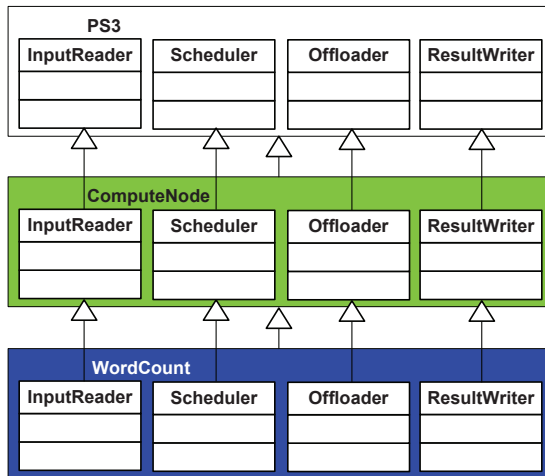 PS3
InputReader Scheduler Offloader ResultWriter
ComputeNode
InputReader Scheduler Offloader ResultWriter
WordCount
InputReader Scheduler Offloader ResultWriter